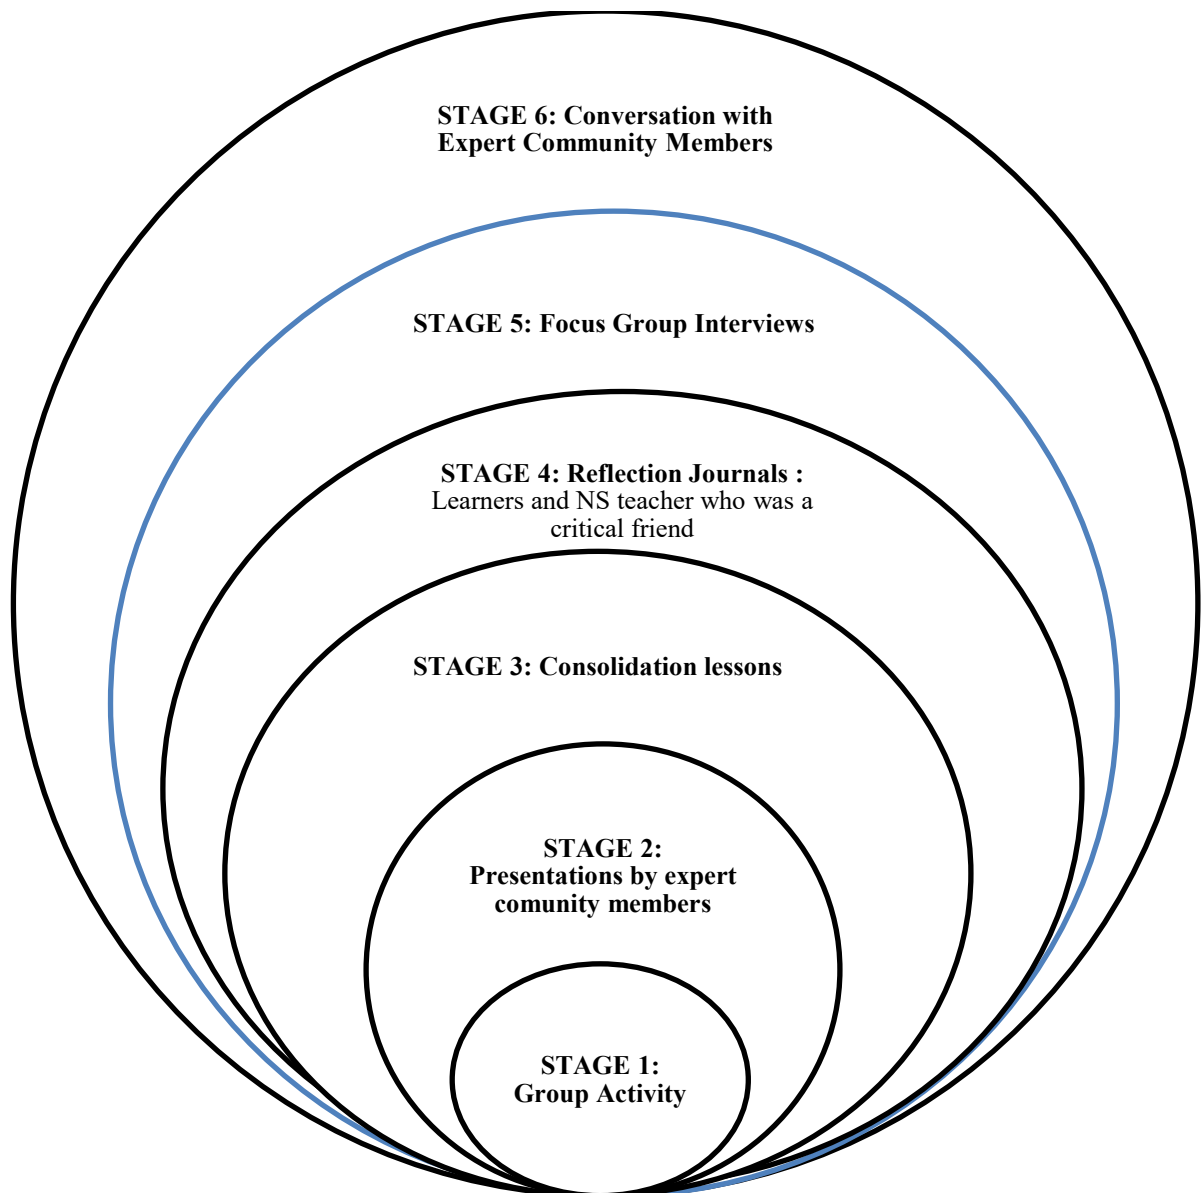 STAGE 6: Conversation with
Expert Community Members
STAGE 5: Focus Group Interviews
STAGE 4: Reflection Journals :
Learners and NS teacher who was a
critical friend
STAGE 3: Consolidation lessons
STAGE 2:
Presentations by expert
comunity members
STAGE 1:
Group Activity